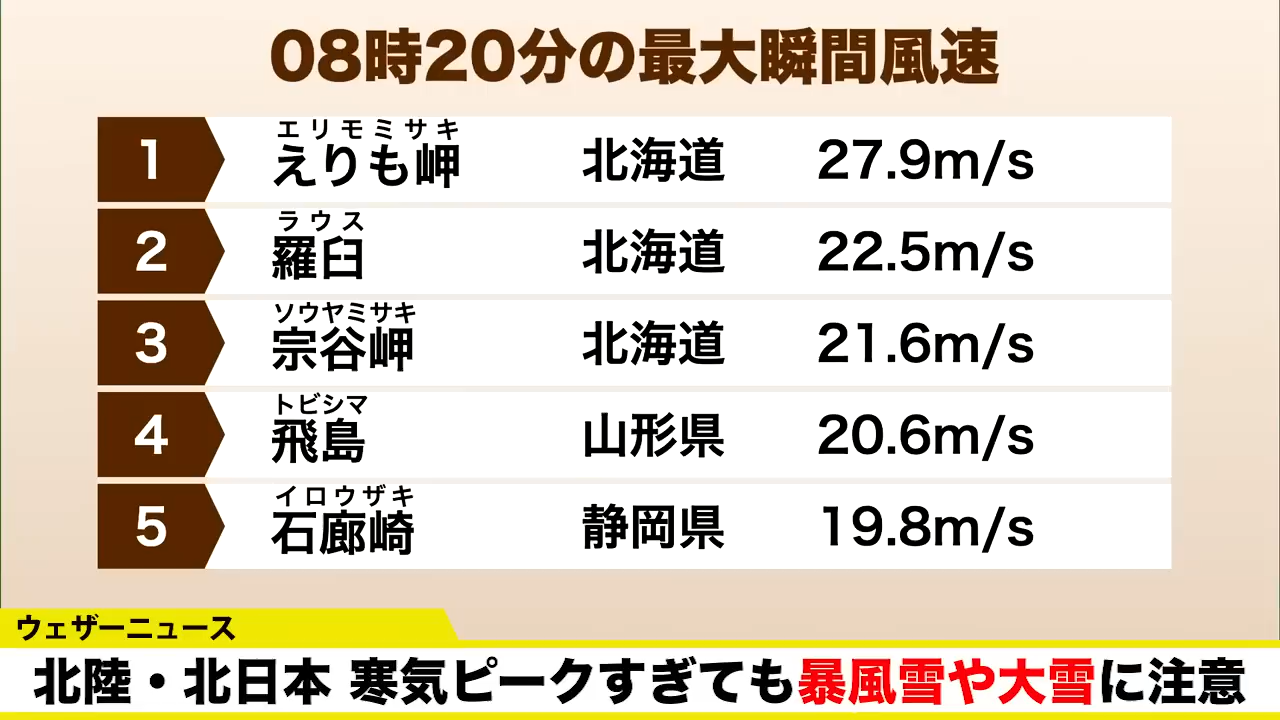 08時20分の最大瞬間風速
1 エリモミサキ えりも岬 北海道 27.9m/s
2 ラウス 羅臼 北海道 22.5m/s
3 ソウヤミサキ 宗谷岬 北海道 21.6m/s
4 トビシマ 飛島 山形県 20.6m/s
5 イロウザキ 石廊崎 静岡県 19.8m/s
ウェザーニュース
北陸・北日本 寒気ピークすぎても暴風雪や大雪に注意